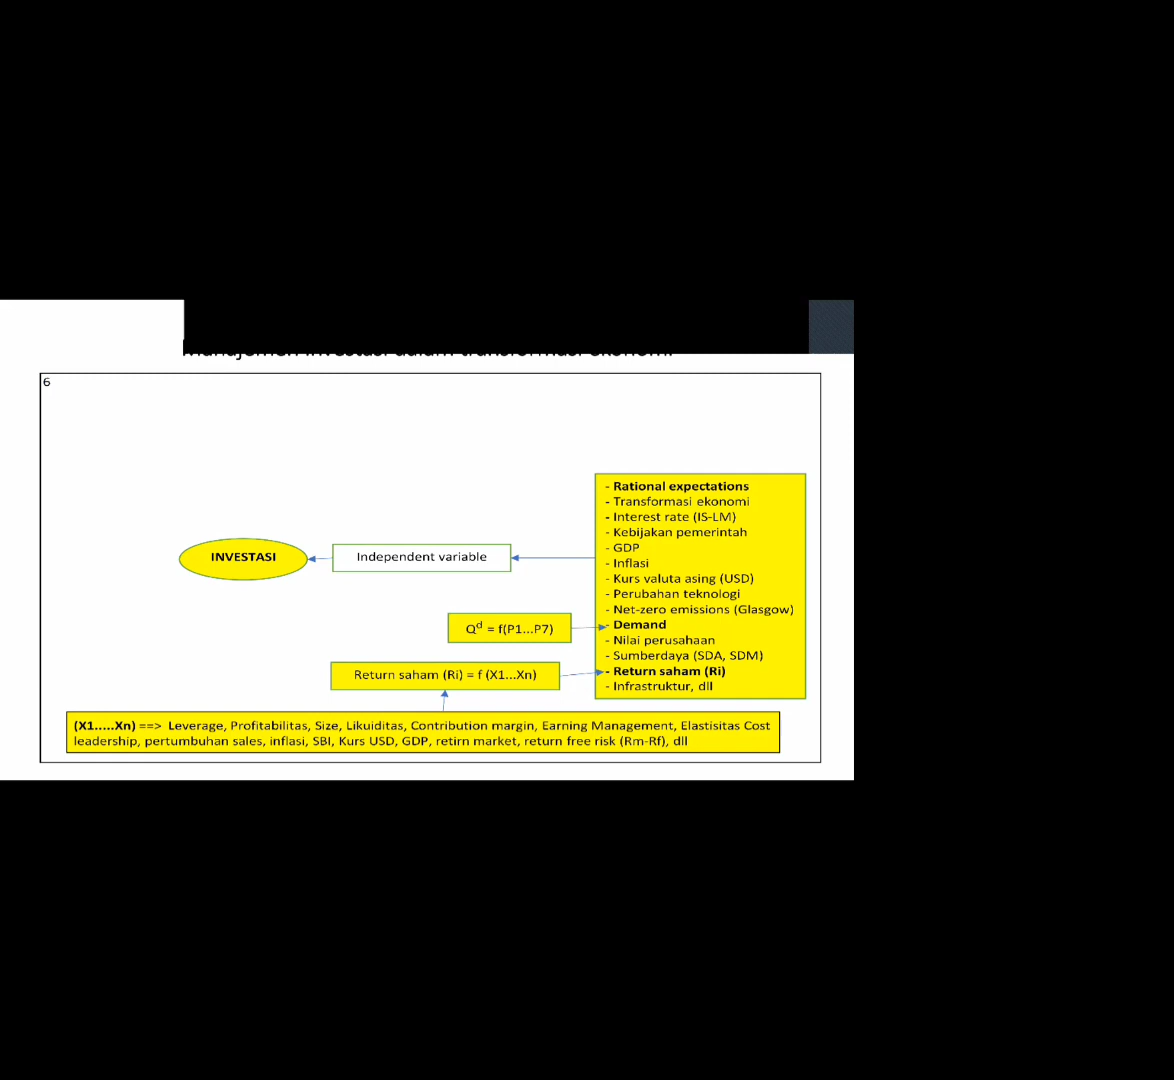 6
- Rational expectations
- Transformasi ekonomi
- Interest rate (IS-LM)
- Kebijakan pemerintah
- GDP
- Inflasi
- Kurs valuta asing (USD)
- Perubahan teknologi
- Net-zero emissions (Glasgow)
- Demand
- Nilai perusahaan
- Sumberdaya (SDA, SDM)
- Return saham (Ri)
- Infrastruktur, dll
INVESTASI
Independent variable
Qᵈ = f(P1...P7)
Return saham (Ri) = f (X1...Xn)
(X1.....Xn) ==> Leverage, Profitabilitas, Size, Likuiditas, Contribution margin, Earning Management, Elastisitas Cost
leadership, pertumbuhan sales, inflasi, SBI, Kurs USD, GDP, retirn market, return free risk (Rm-Rf), dll